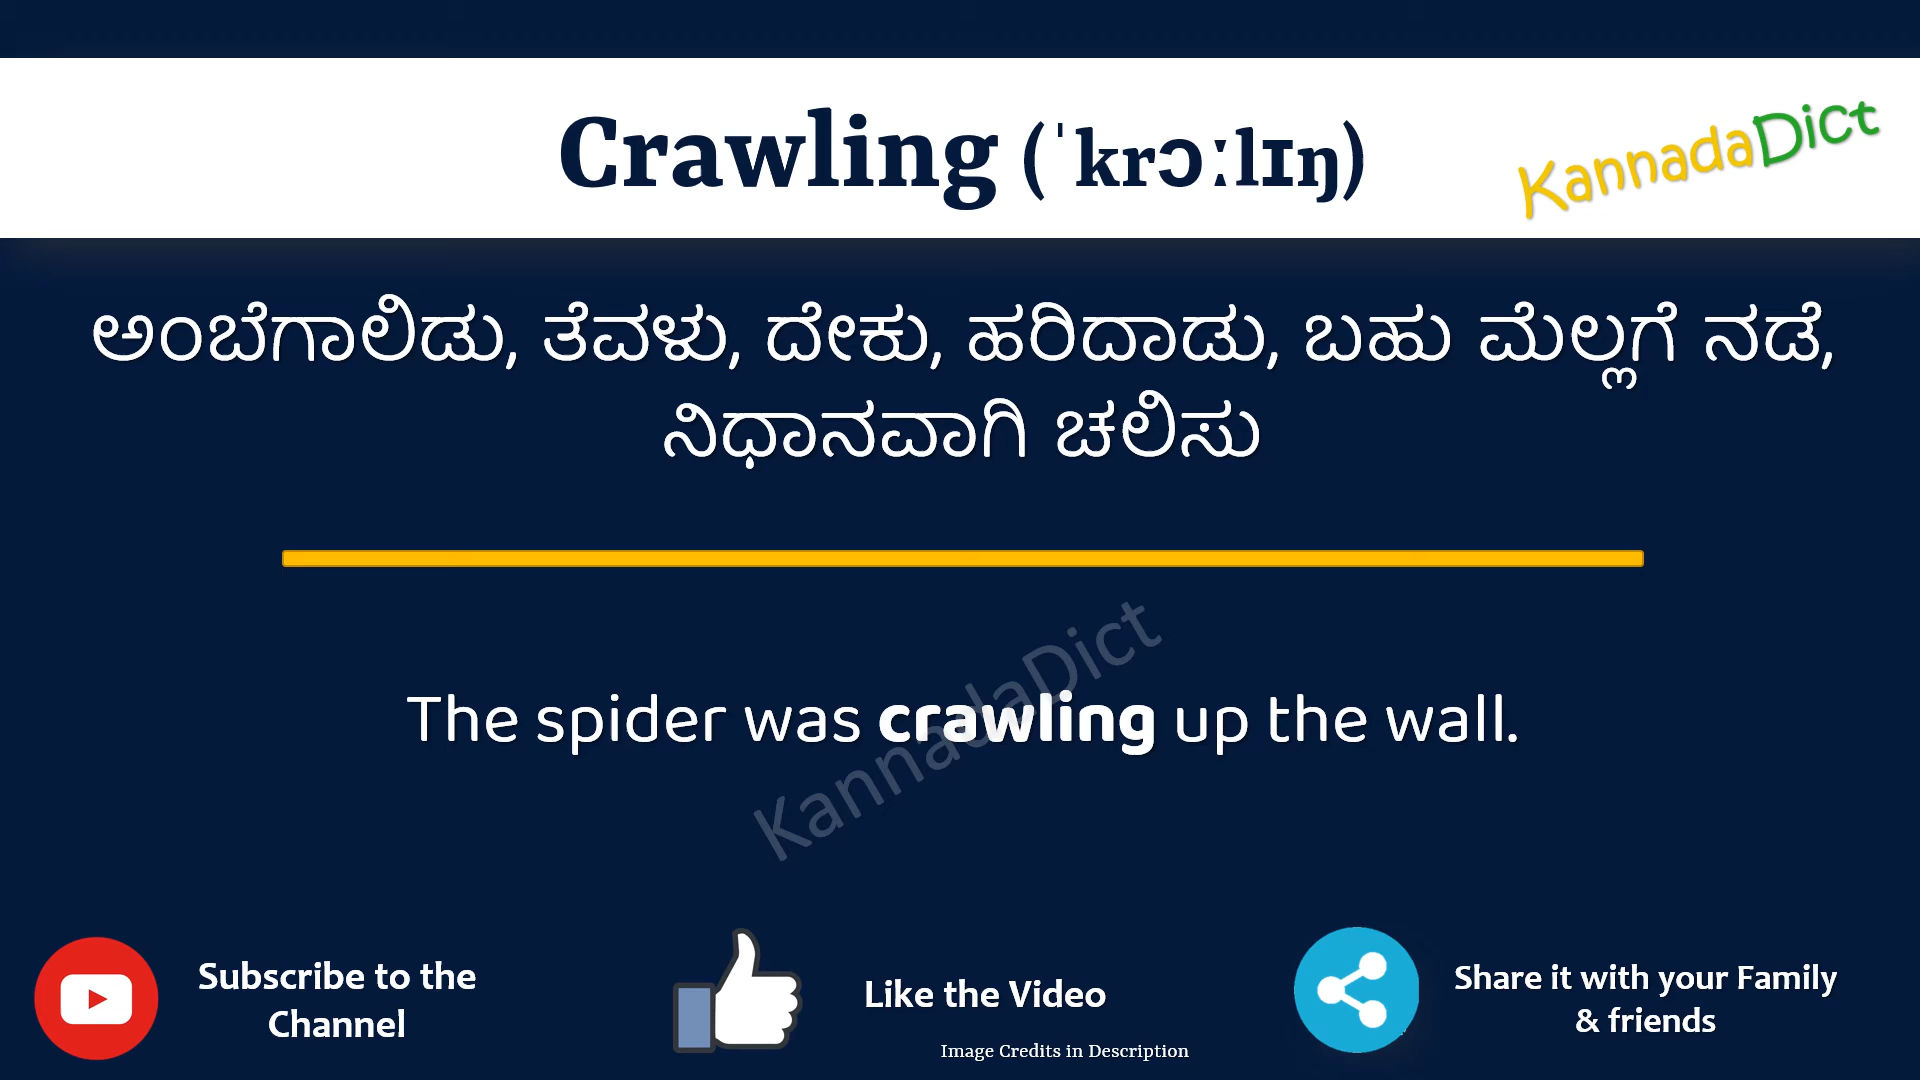 Crawling (ˈkrɔːlɪŋ)
KannadaDict
ಅಂಬೆಗಾಲಿಡು, ತೆವಳು, ದೇಕು, ಹರಿದಾಡು, ಬಹು ಮೆಲ್ಲಗೆ ನಡೆ,
ನಿಧಾನವಾಗಿ ಚಲಿಸು
KannadaDict
The spider was crawling up the wall.
Subscribe to the
Channel
Like the Video
Share it with your Family
& friends
Image Credits in Description